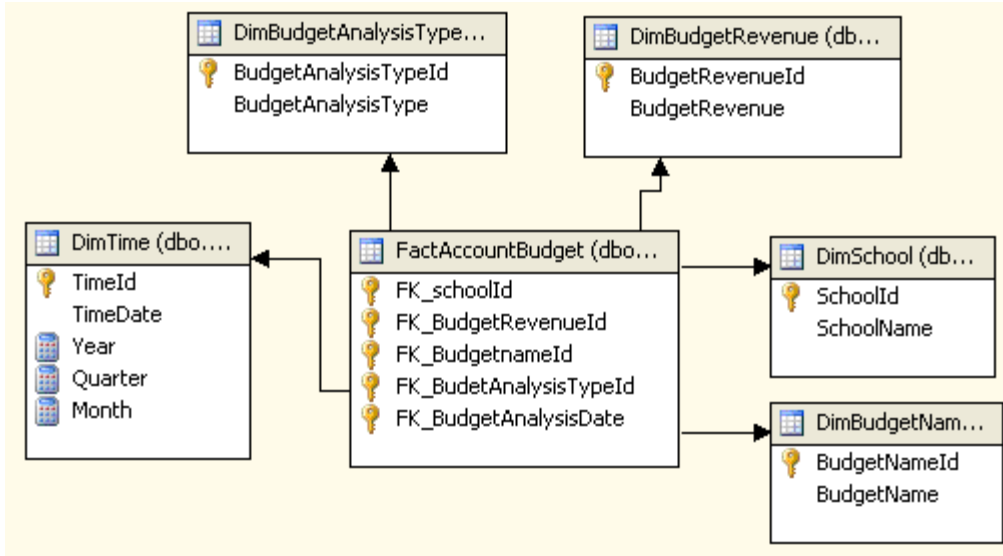 DimBudgetAnalysisType...
BudgetAnalysisTypeId
BudgetAnalysisType
DimBudgetRevenue (db...
BudgetRevenueId
BudgetRevenue
DimTime (dbo....
TimeId
TimeDate
Year
Quarter
Month
FactAccountBudget (dbo...
FK_schoolId
FK_BudgetRevenueId
FK_BudgetnameId
FK_BudetAnalysisTypeId
FK_BudgetAnalysisDate
DimSchool (db...
SchoolId
SchoolName
DimBudgetNam...
BudgetNameId
BudgetName